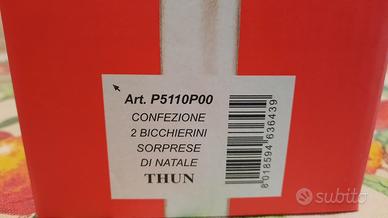 Art. P5110P00
CONFEZIONE
2 BICCHIERINI
SORPRESE
DI NATALE
THUN
8018594636439
subito